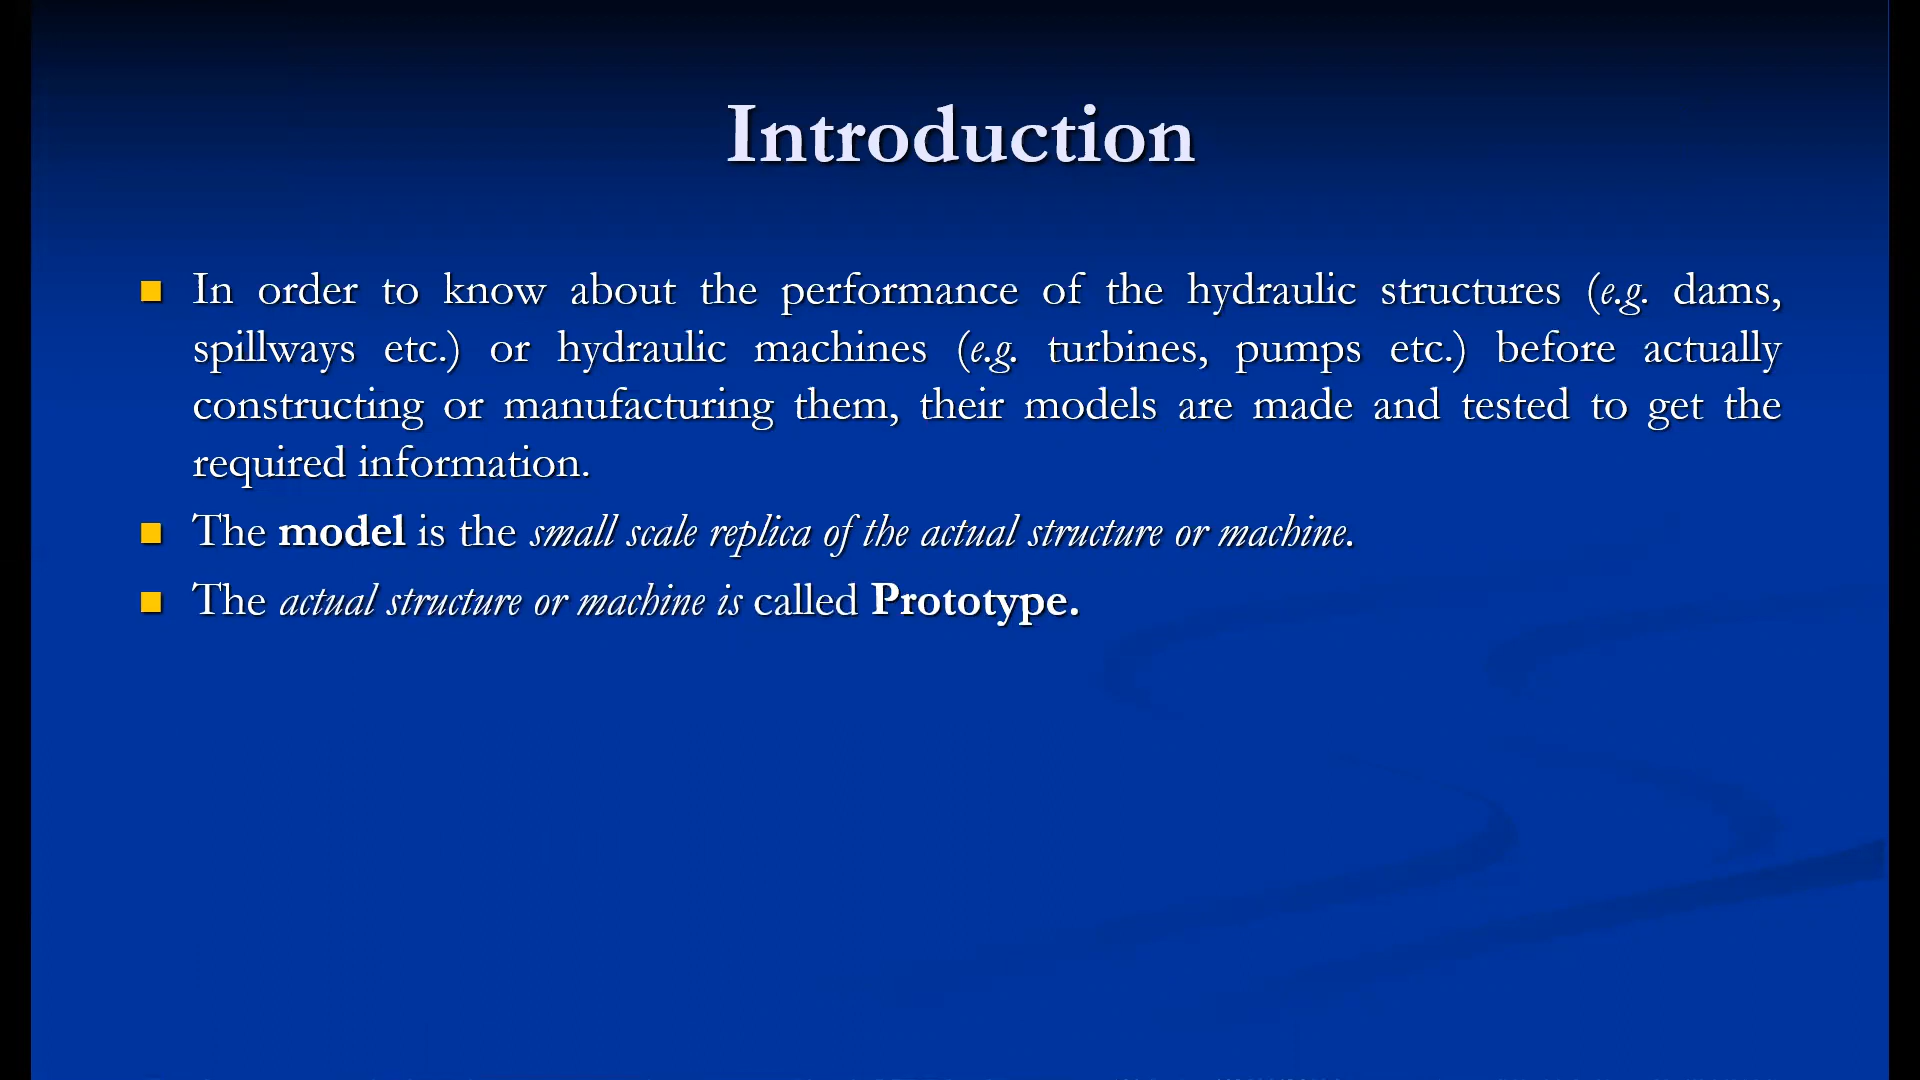 Introduction
In order to know about the performance of the hydraulic structures (e.g. dams,
spillways etc.) or hydraulic machines (e.g. turbines, pumps etc.) before actually
constructing or manufacturing them, their models are made and tested to get the
required information.
The model is the small scale replica of the actual structure or machine.
The actual structure or machine is called Prototype.